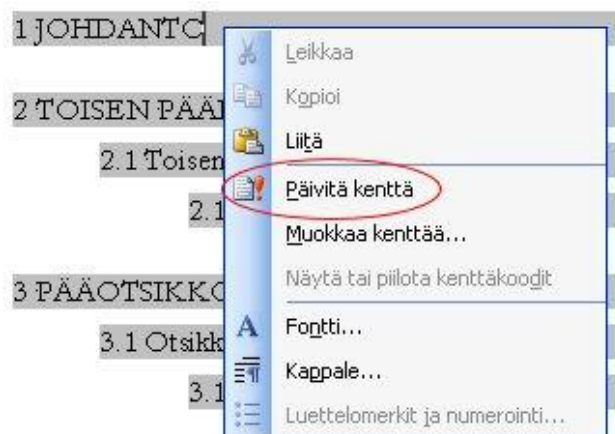 1 JOHDANTO
Leikkaa
Kopioi
2 TOISEN PÄÄ
Liitä
2.1 Toisen
Päivitä kenttä
2.1
Muokkaa kenttää...
Näytä tai piilota kenttäkoodit
3 PÄÄOTSIKKO
Fontti...
3.1 Otsikk
Kappale...
3.1
Luettelomerkit ja numerointi...